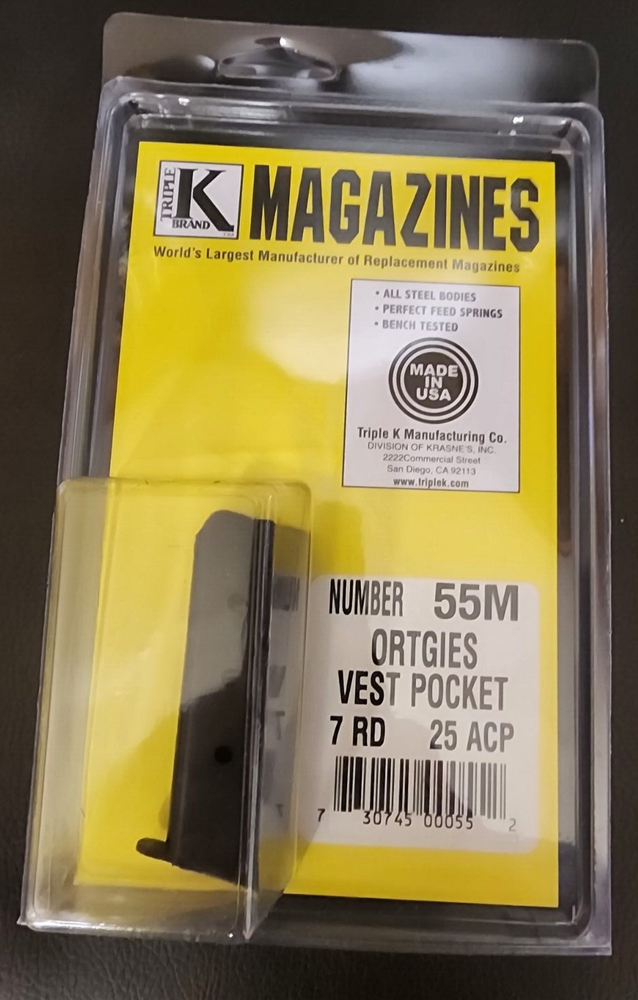 TRIPLE K BRAND
MAGAZINES
World's Largest Manufacturer of Replacement Magazines
• ALL STEEL BODIES
• PERFECT FEED SPRINGS
• BENCH TESTED
MADE
IN
USA
Triple K Manufacturing Co.
DIVISION OF KRASNE'S, INC.
2222Commercial Street
San Diego, CA 92113
www.triplek.com
NUMBER 55M
ORTGIES
VEST POCKET
7 RD 25 ACP
7 30745 00055 2